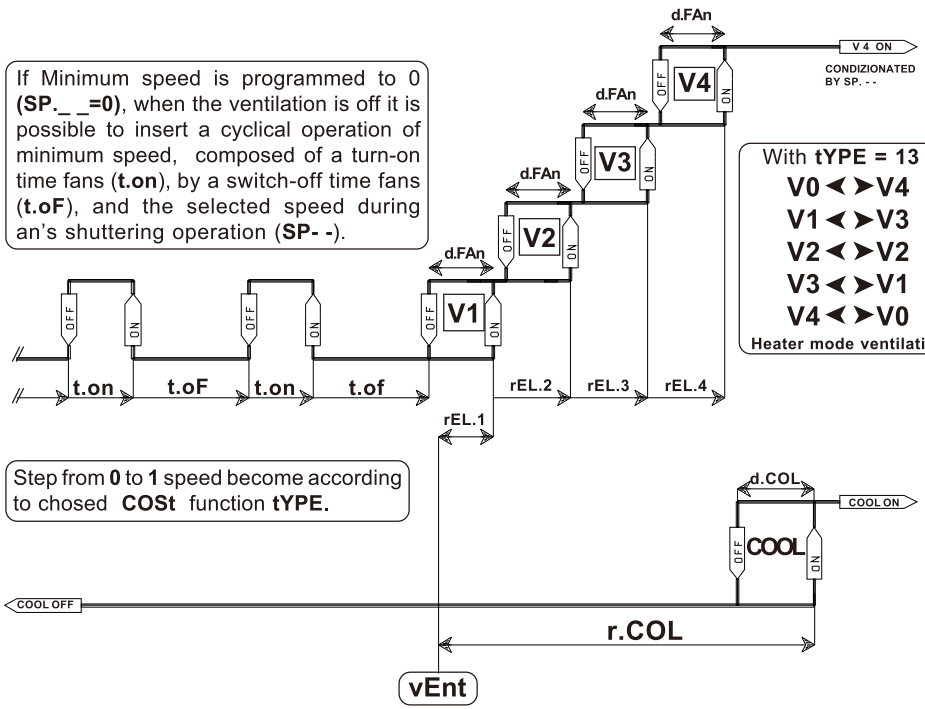 d.FAn
V 4 ON
CONDIZIONATED
BY SP. - -
OFF
V4
ON
If Minimum speed is programmed to 0
(SP._ _=0), when the ventilation is off it is
possible to insert a cyclical operation of
minimum speed, composed of a turn-on
time fans (t.on), by a switch-off time fans
(t.oF), and the selected speed during
an's shuttering operation (SP- -).
d.FAn
OFF
V3
ON
d.FAn
OFF
V2
ON
d.FAn
OFF
V1
ON
With tYPE = 13
V0 < > V4
V1 < > V3
V2 < > V2
V3 < > V1
V4 < > V0
Heater mode ventilati
OFF
ON
OFF
ON
t.on
t.oF
t.on
t.of
rEL.2
rEL.3
rEL.4
rEL.1
Step from 0 to 1 speed become according
to chosed COSt function tYPE.
d.COL
COOL ON
OFF
COOL
ON
COOL OFF
r.COL
vEnt